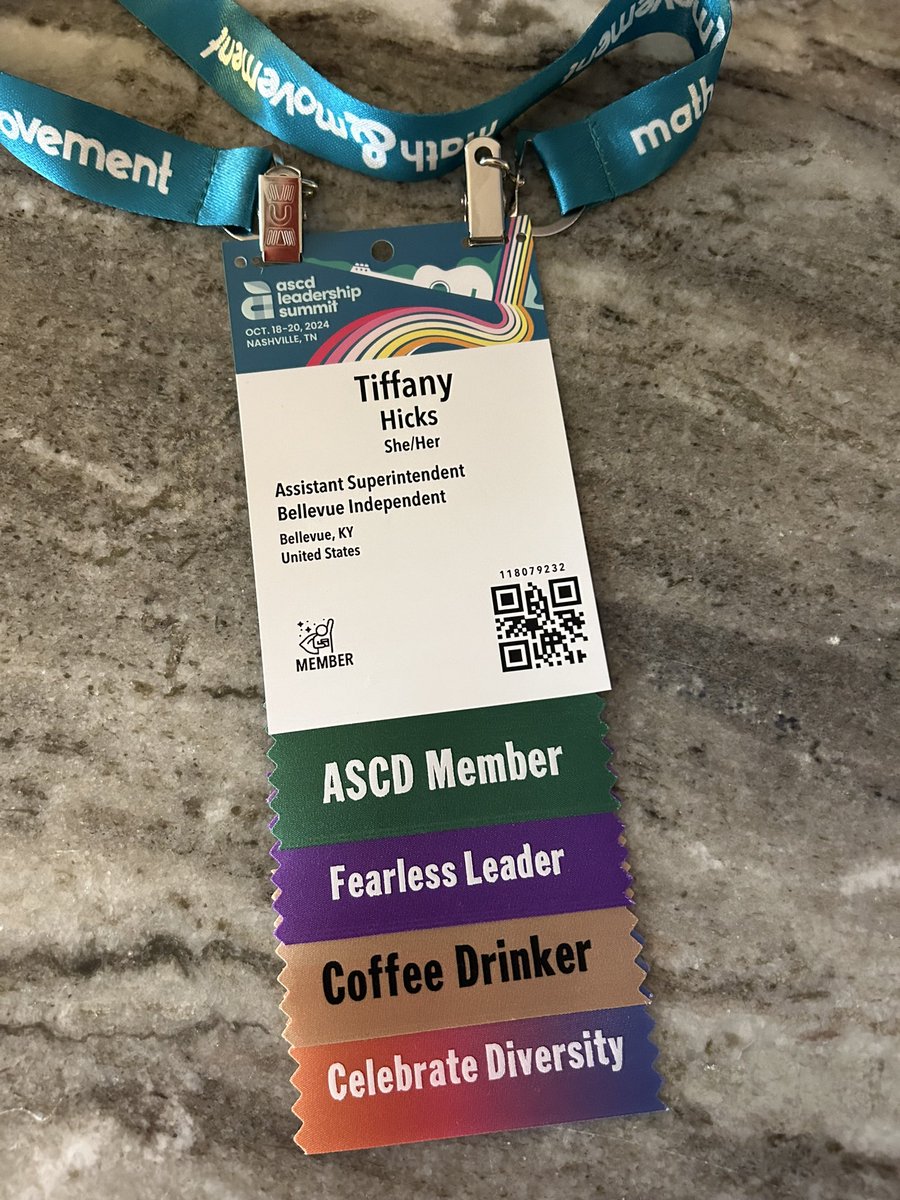 ovement
math&movement
math
movement
ascd
leadership
summit
OCT. 18-20, 2024
NASHVILLE, TN
Tiffany
Hicks
She/Her
Assistant Superintendent
Bellevue Independent
Bellevue, KY
United States
118079232
MEMBER
ASCD Member
Fearless Leader
Coffee Drinker
Celebrate Diversity